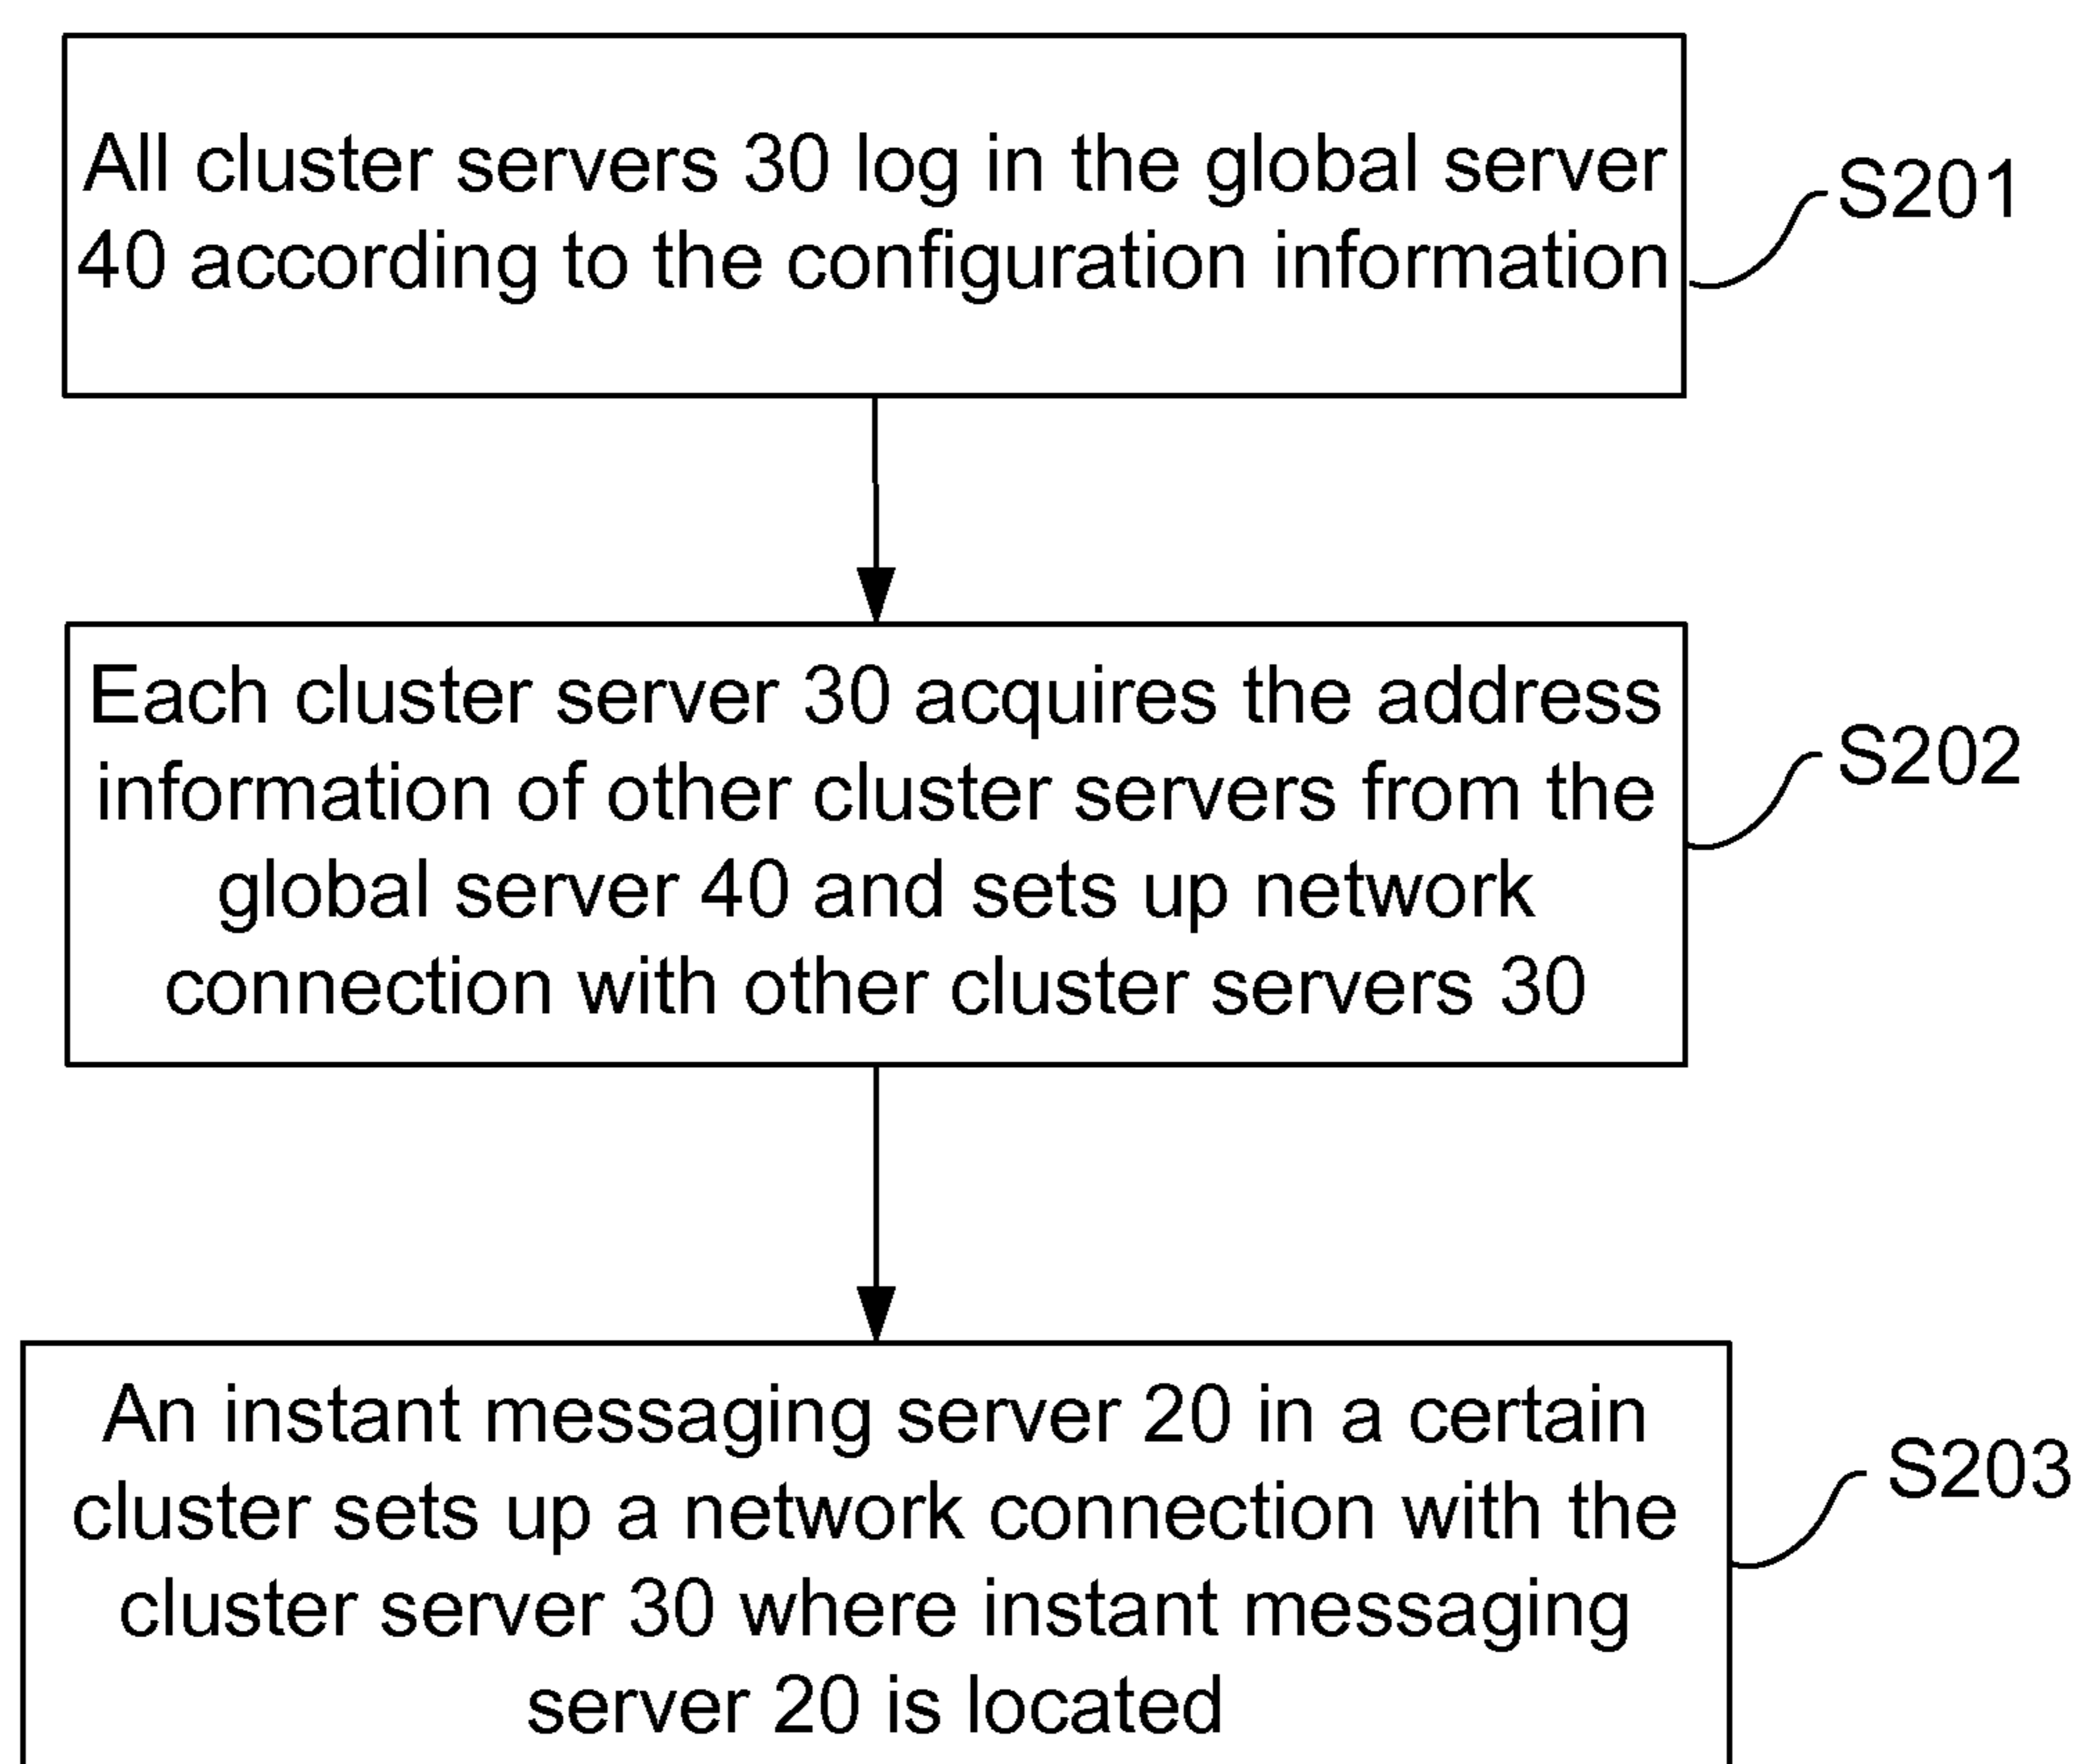 All cluster servers 30 log in the global server
40 according to the configuration information
S201
Each cluster server 30 acquires the address
information of other cluster servers from the
global server 40 and sets up network
connection with other cluster servers 30
S202
An instant messaging server 20 in a certain
cluster sets up a network connection with the
cluster server 30 where instant messaging
server 20 is located
S203